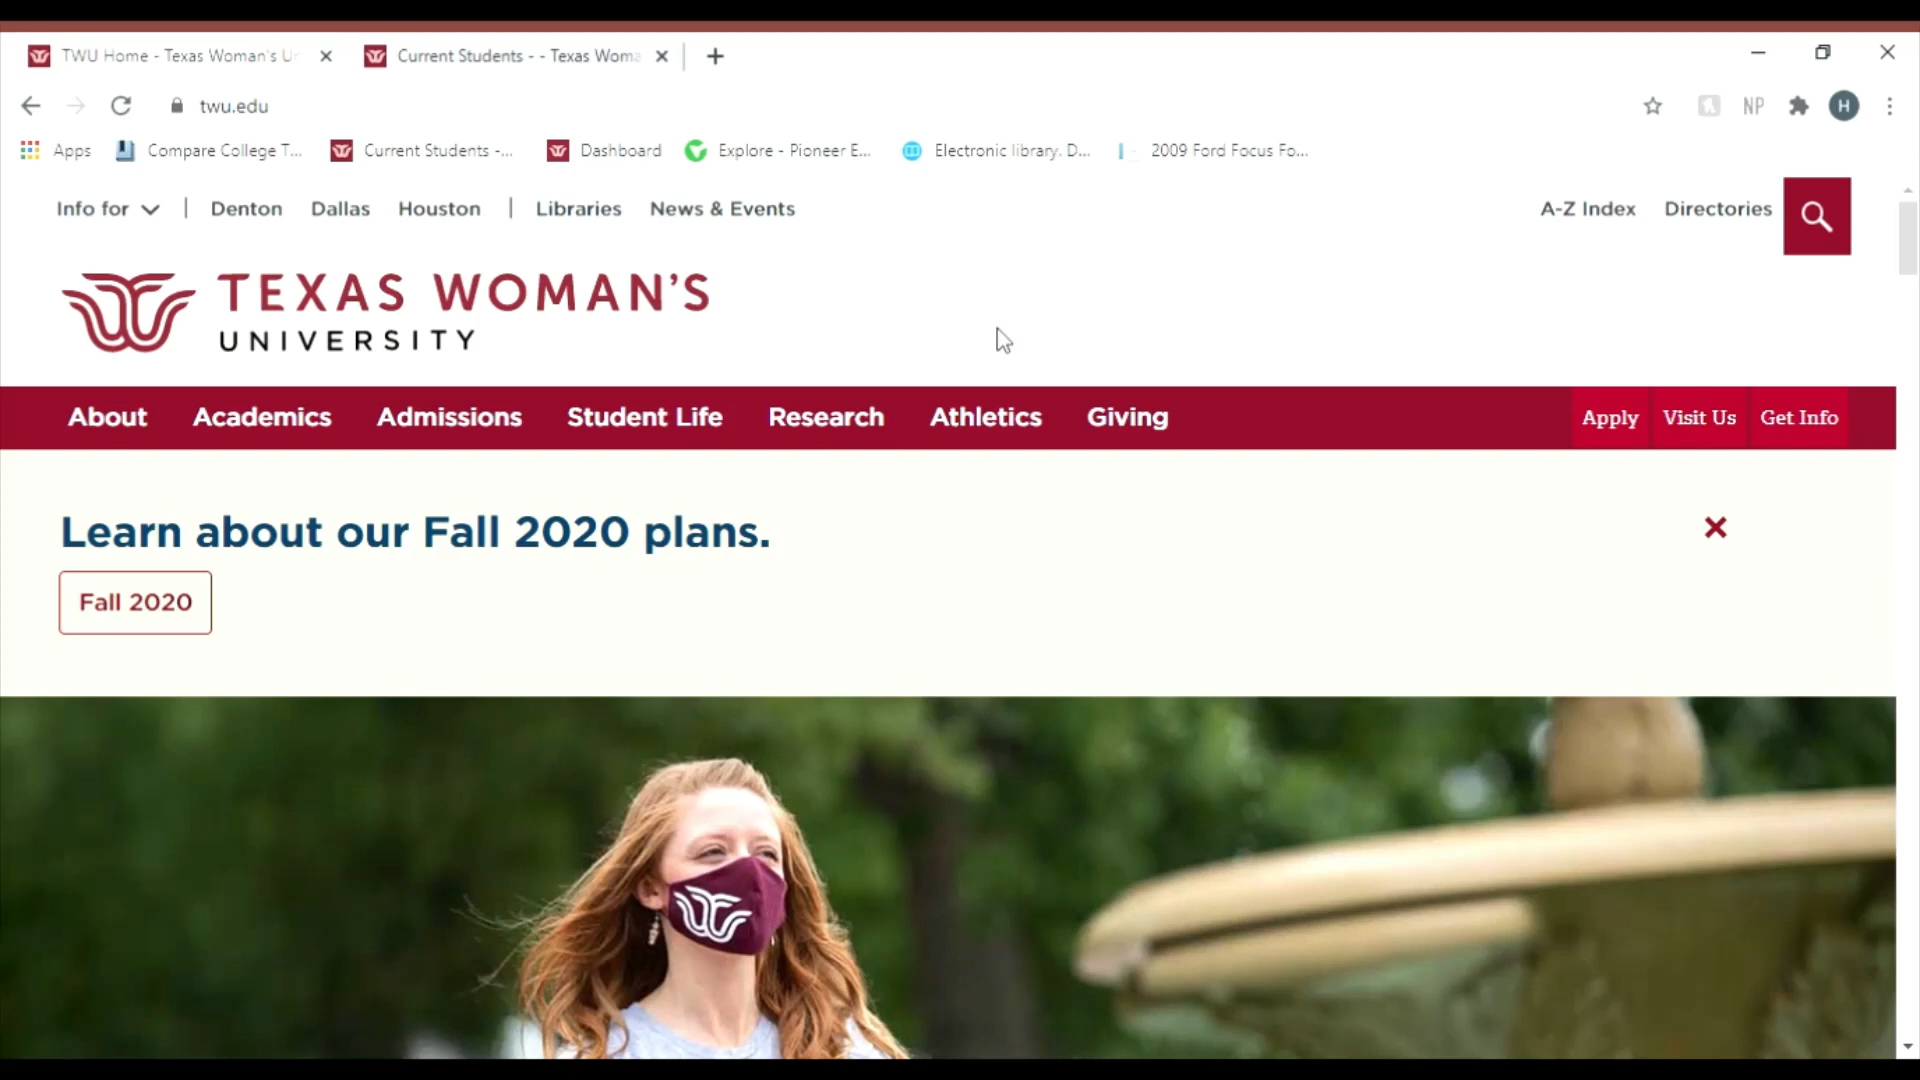 TWU Home - Texas Woman's Ur
Current Students - - Texas Woma
twu.edu
NP
H
Apps
Compare College T...
Current Students -...
Dashboard
Explore - Pioneer E...
Electronic library. D...
2009 Ford Focus Fo...
Info for
Denton
Dallas
Houston
Libraries
News & Events
A-Z Index
Directories
TEXAS WOMAN'S
UNIVERSITY
About
Academics
Admissions
Student Life
Research
Athletics
Giving
Apply
Visit Us
Get Info
Learn about our Fall 2020 plans.
Fall 2020